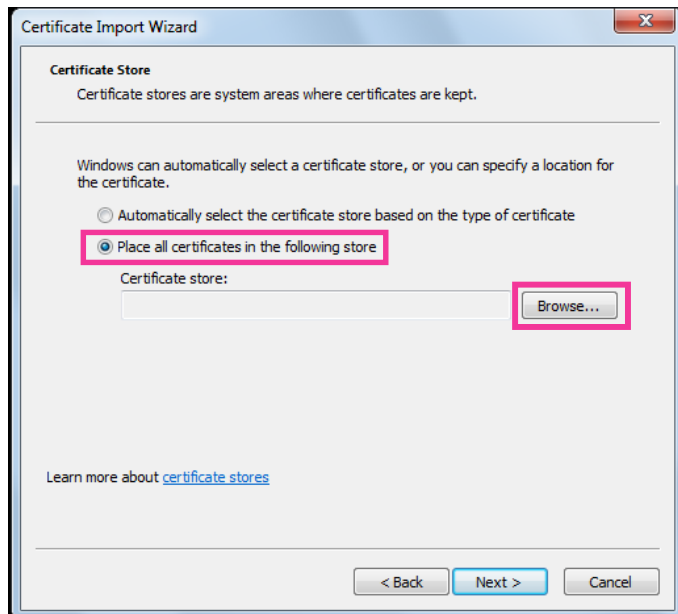 Certificate Import Wizard
Certificate Store
Certificate stores are system areas where certificates are kept.
Windows can automatically select a certificate store, or you can specify a location for
the certificate.
Automatically select the certificate store based on the type of certificate
Place all certificates in the following store
Certificate store:
Browse...
Learn more about certificate stores
< Back
Next >
Cancel